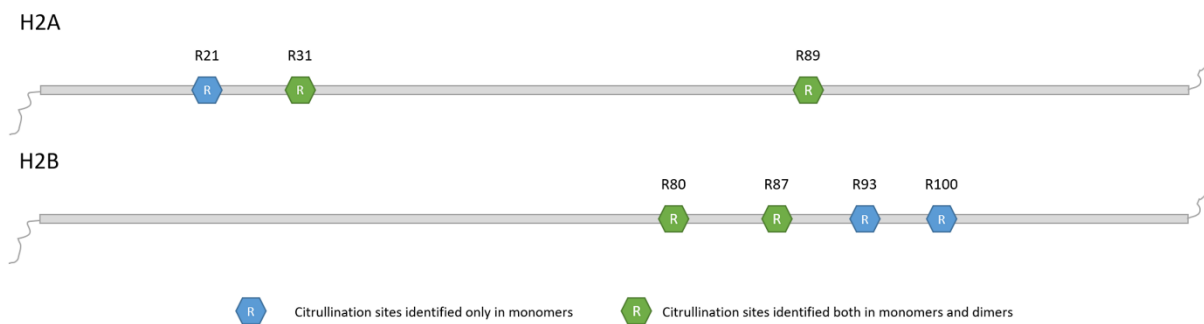 H2A
R21 R31 R89
R R R
H2B
R80 R87 R93 R100
R R R R
R Citrullination sites identified only in monomers R Citrullination sites identified both in monomers and dimers